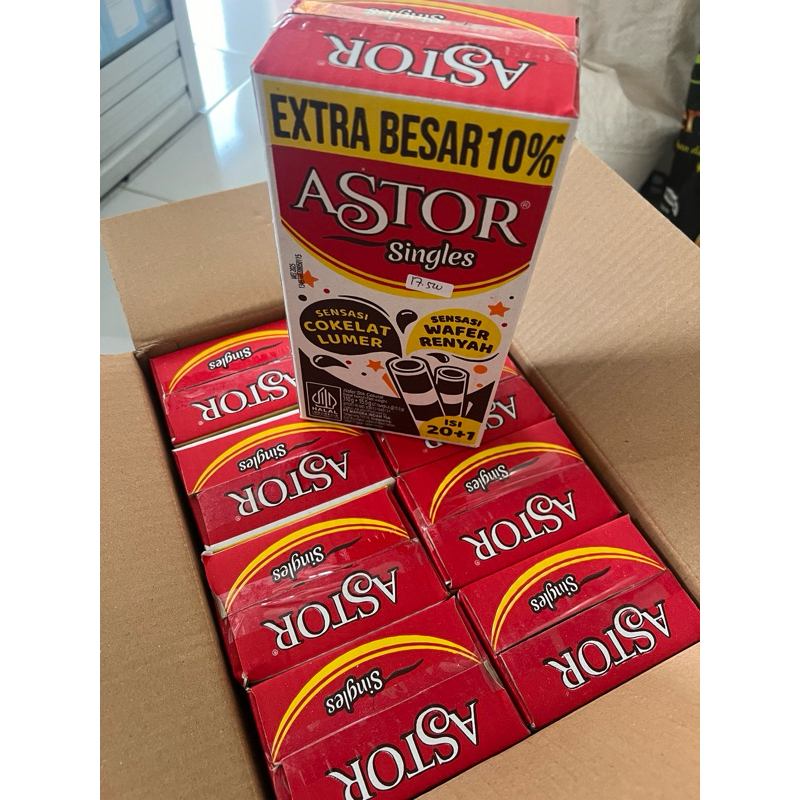 Singles
ASTOR
EXTRA BESAR 10%*
ASTOR®
Singles
17.500
SENSASI
COKELAT
LUMER
SENSASI
WAFER
RENYAH
HALAL
INDONESIA
ISI
20+1
Singles
ASTOR
Singles
ASTOR
Singles
ASTOR
Singles
ASTOR
Singles
ASTOR
Singles
ASTOR
ASTOR